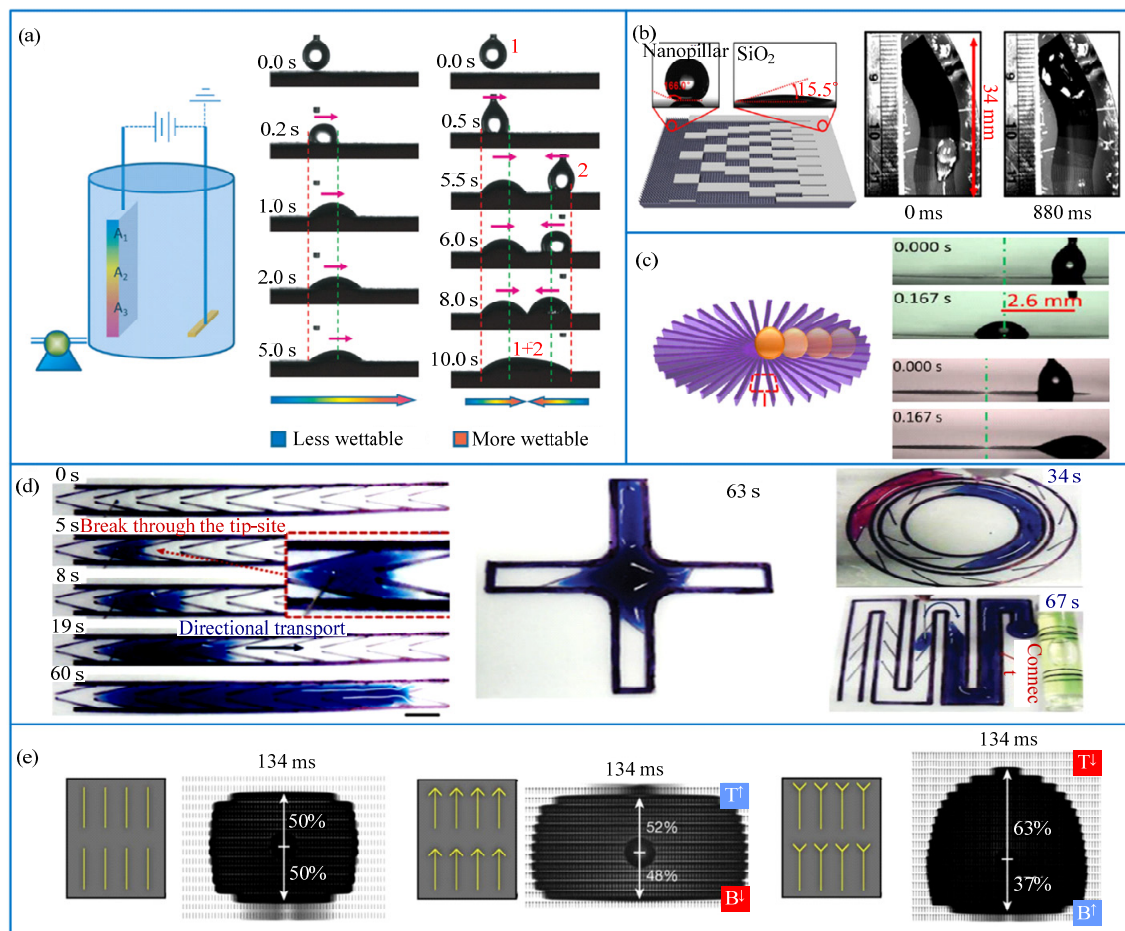 (a)
A1
A2
A3
0.0 s
0.2 s
1.0 s
2.0 s
5.0 s
0.0 s
1
0.5 s
5.5 s
2
6.0 s
8.0 s
10.0 s
1+2
Less wettable
More wettable
(b)
Nanopillar
SiO2
15.5°
34 mm
0 ms
880 ms
(c)
0.000 s
0.167 s
2.6 mm
0.000 s
0.167 s
(d)
0 s
5 s
Break through the tip-site
8 s
19 s
Directional transport
60 s
63 s
34 s
67 s
Connec
t
(e)
134 ms
50%
50%
134 ms
T↑
52%
48%
B↓
134 ms
T↓
63%
37%
B↑